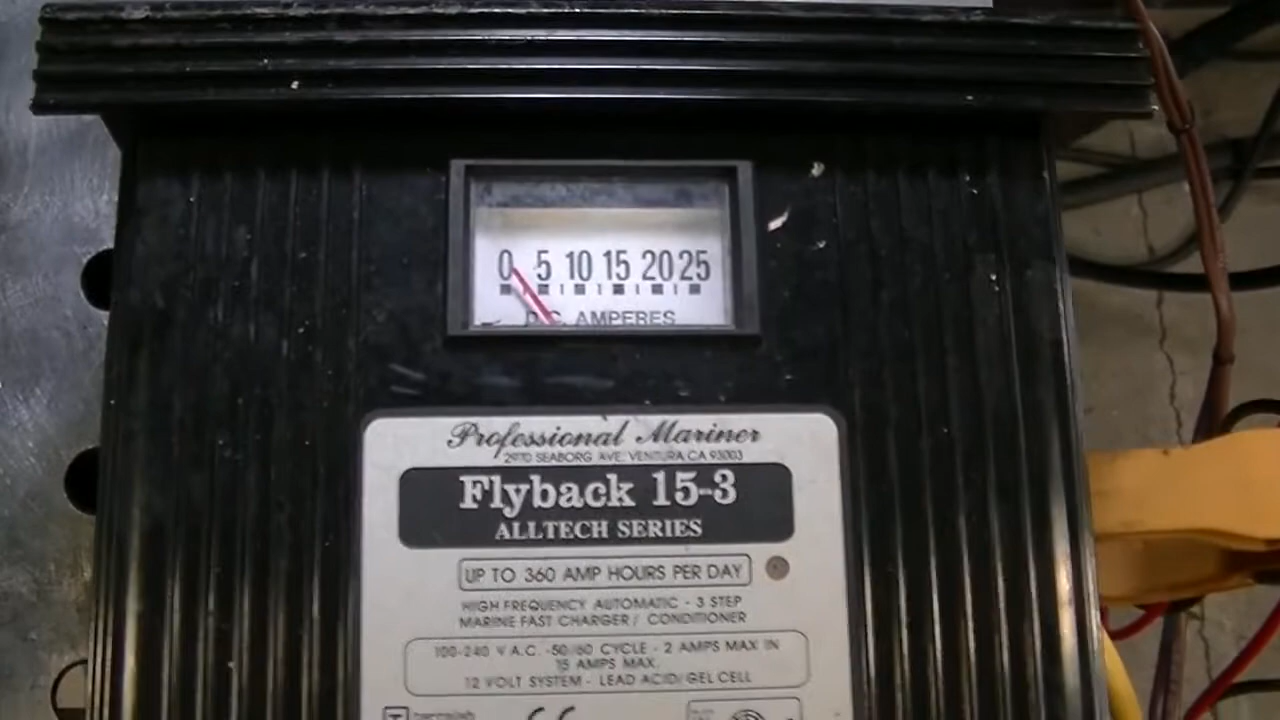 0 5 10 15 20 25
D.C. AMPERES
Professional Mariner
2970 SEABORG AVE. VENTURA CA 93003
Flyback 15-3
ALLTECH SERIES
UP TO 360 AMP HOURS PER DAY
HIGH FREQUENCY AUTOMATIC - 3 STEP
MARINE FAST CHARGER / CONDITIONER
100-240 V A.C. -50/60 CYCLE - 2 AMPS MAX IN
15 AMPS MAX.
12 VOLT SYSTEM - LEAD ACID/ GEL CELL